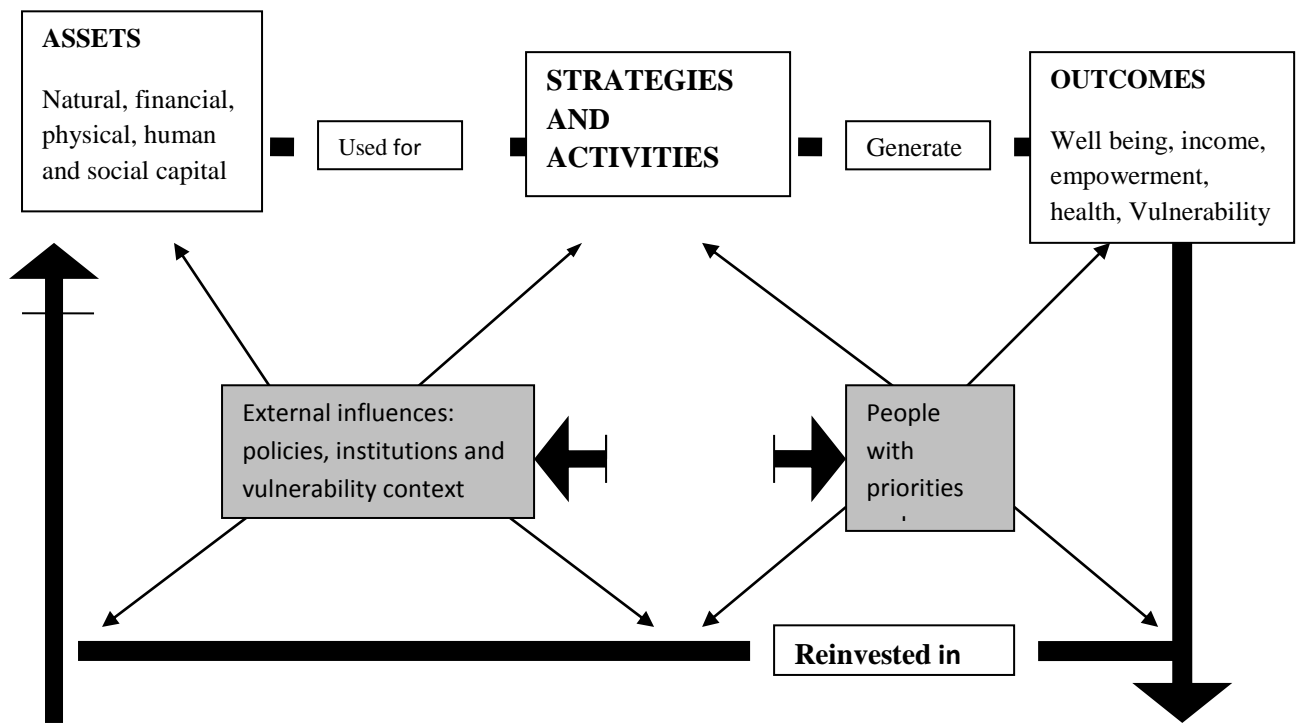 ASSETS
Natural, financial,
physical, human
and social capital
Used for
STRATEGIES
AND
ACTIVITIES
Generate
OUTCOMES
Well being, income,
empowerment,
health, Vulnerability
External influences:
policies, institutions and
vulnerability context
People
with
priorities
Reinvested in